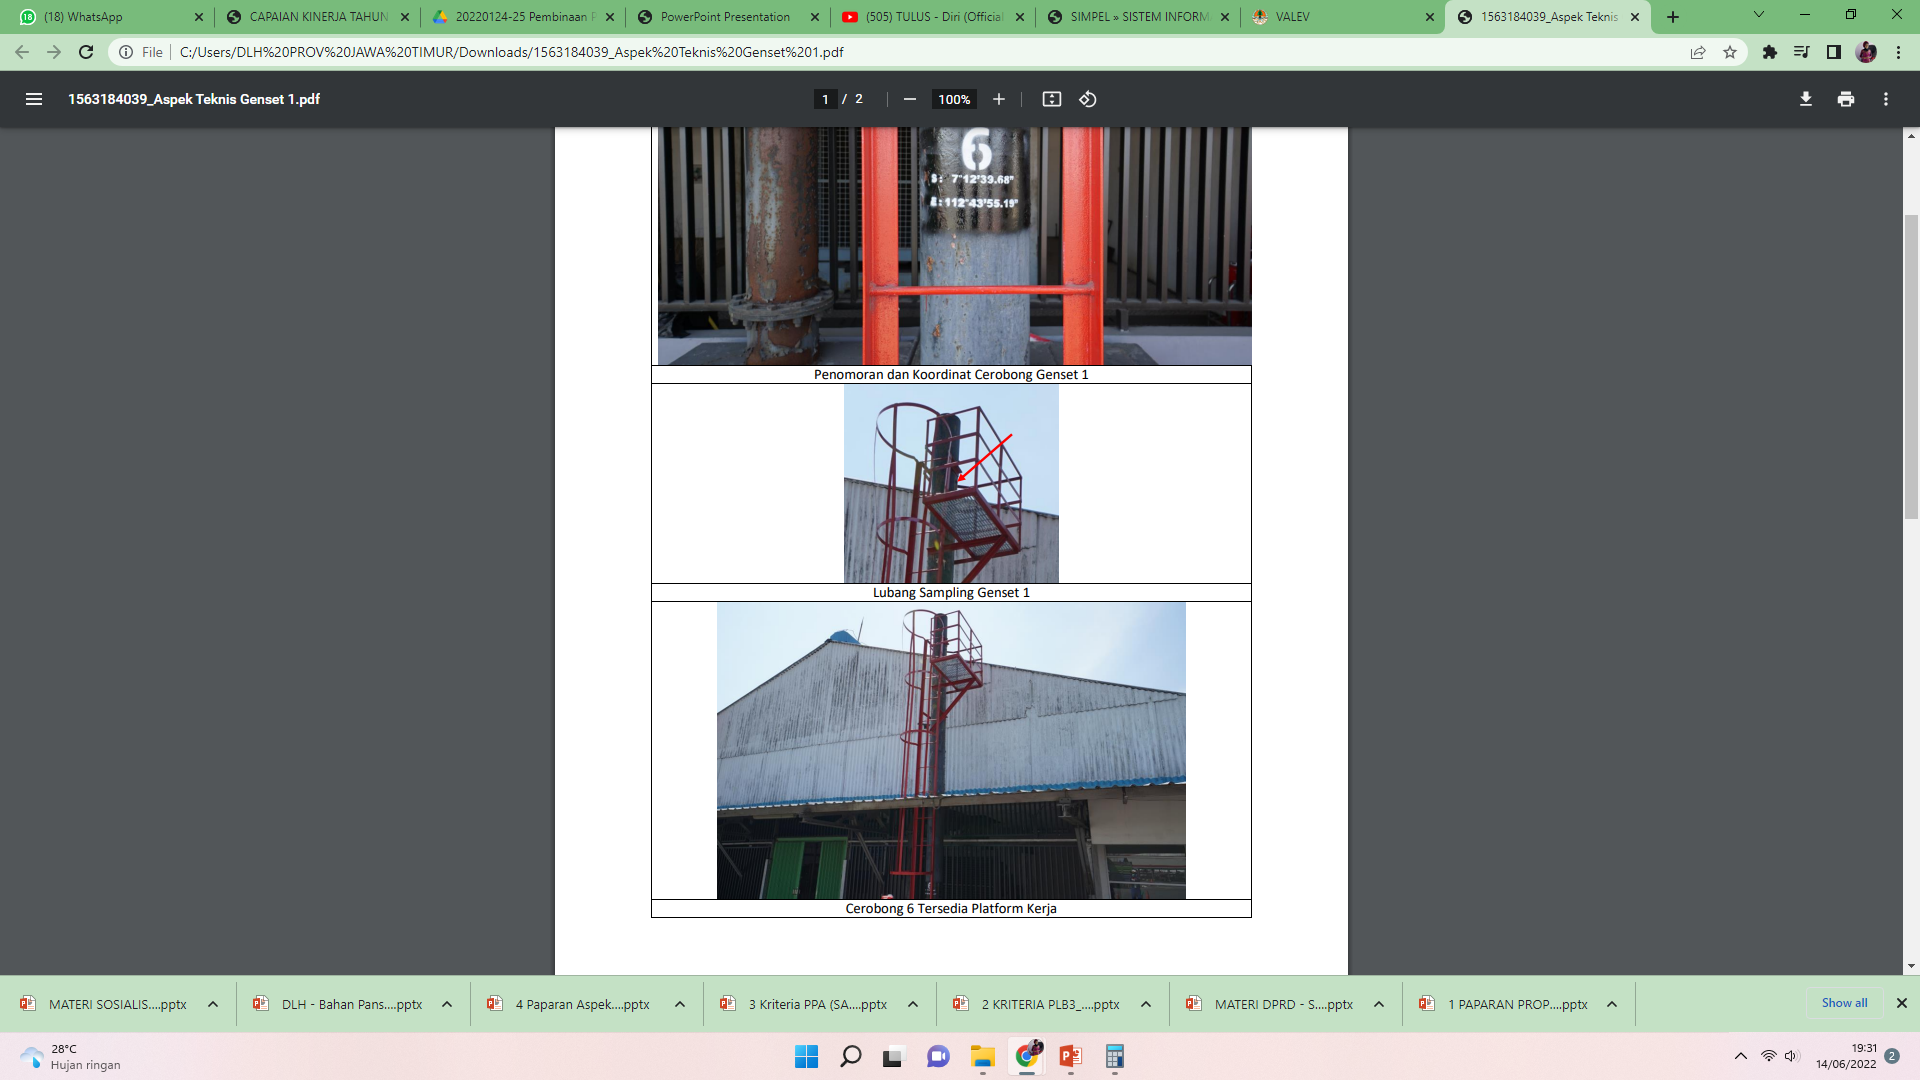 (18) WhatsApp
CAPAIAN KINERJA TAHUN
20220124-25 Pembinaan P
PowerPoint Presentation
(505) TULUS - Diri (Official
SIMPEL » SISTEM INFORM
VALEV
1563184039_Aspek Teknis
File
C:/Users/DLH%20PROV%20JAWA%20TIMUR/Downloads/1563184039_Aspek%20Teknis%20Genset%201.pdf
1563184039_Aspek Teknis Genset 1.pdf
1 / 2
100%
6
S: 7°12'39.68"
E:112°43'55.19"
Penomoran dan Koordinat Cerobong Genset 1
Lubang Sampling Genset 1
Cerobong 6 Tersedia Platform Kerja
MATERI SOSIALIS....pptx
DLH - Bahan Pans....pptx
4 Paparan Aspek....pptx
3 Kriteria PPA (SA....pptx
2 KRITERIA PLB3_....pptx
MATERI DPRD - S....pptx
1 PAPARAN PROP....pptx
Show all
28°C
Hujan ringan
19:31
14/06/2022
2